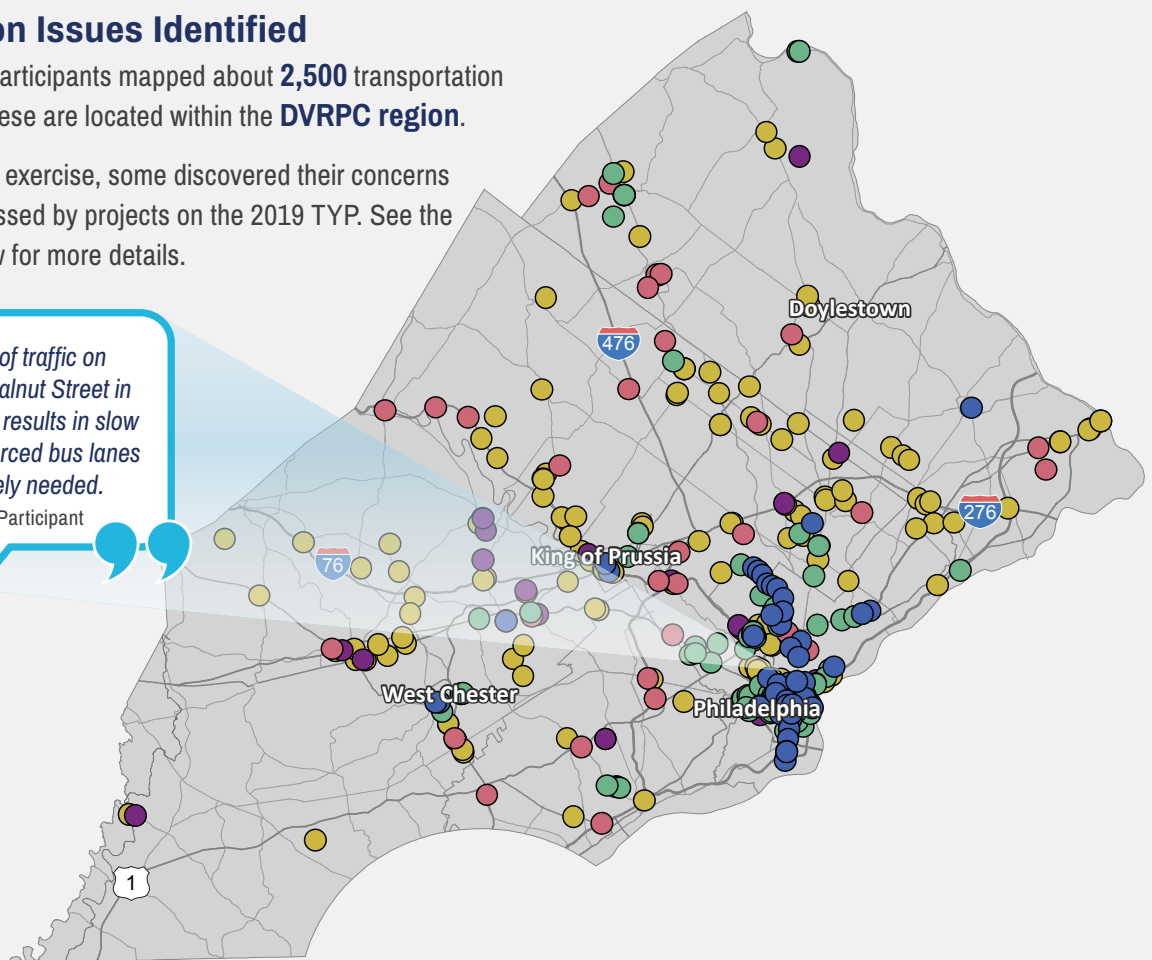 on Issues Identified
articipants mapped about 2,500 transportation
ese are located within the DVRPC region.
exercise, some discovered their concerns
ssed by projects on the 2019 TYP. See the
for more details.
of traffic on
alnut Street in
results in slow
rced bus lanes
ely needed.
Participant
Doylestown
476
276
King of Prussia
76
West Chester
Philadelphia
1